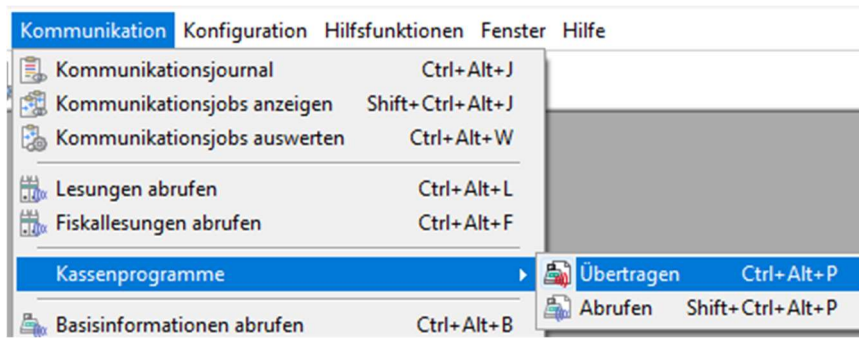 Kommunikation Konfiguration Hilfsfunktionen Fenster Hilfe
Kommunikationsjournal Ctrl+Alt+J
Kommunikationsjobs anzeigen Shift+Ctrl+Alt+J
Kommunikationsjobs auswerten Ctrl+Alt+W
Lesungen abrufen Ctrl+Alt+L
Fiskallesungen abrufen Ctrl+Alt+F
Kassenprogramme
Übertragen Ctrl+Alt+P
Abrufen Shift+Ctrl+Alt+P
Basisinformationen abrufen Ctrl+Alt+B